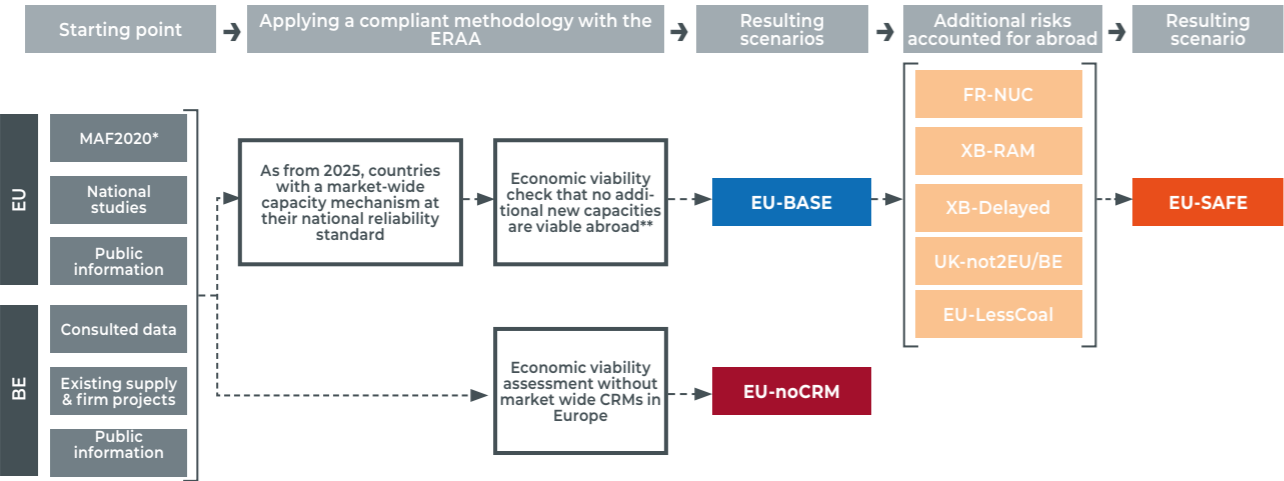 Starting point
Applying a compliant methodology with the
ERAA
Resulting
scenarios
Additional risks
accounted for abroad
Resulting
scenario
EU
MAF2020*
National
studies
Public
information
BE
Consulted data
Existing supply
& firm projects
Public
information
As from 2025, countries
with a market-wide
capacity mechanism at
their national reliability
standard
Economic viability
check that no addi-
tional new capacities
are viable abroad**
EU-BASE
FR-NUC
XB-RAM
XB-Delayed
UK-not2EU/BE
EU-LessCoal
EU-SAFE
Economic viability
assessment without
market wide CRMs in
Europe
EU-noCRM